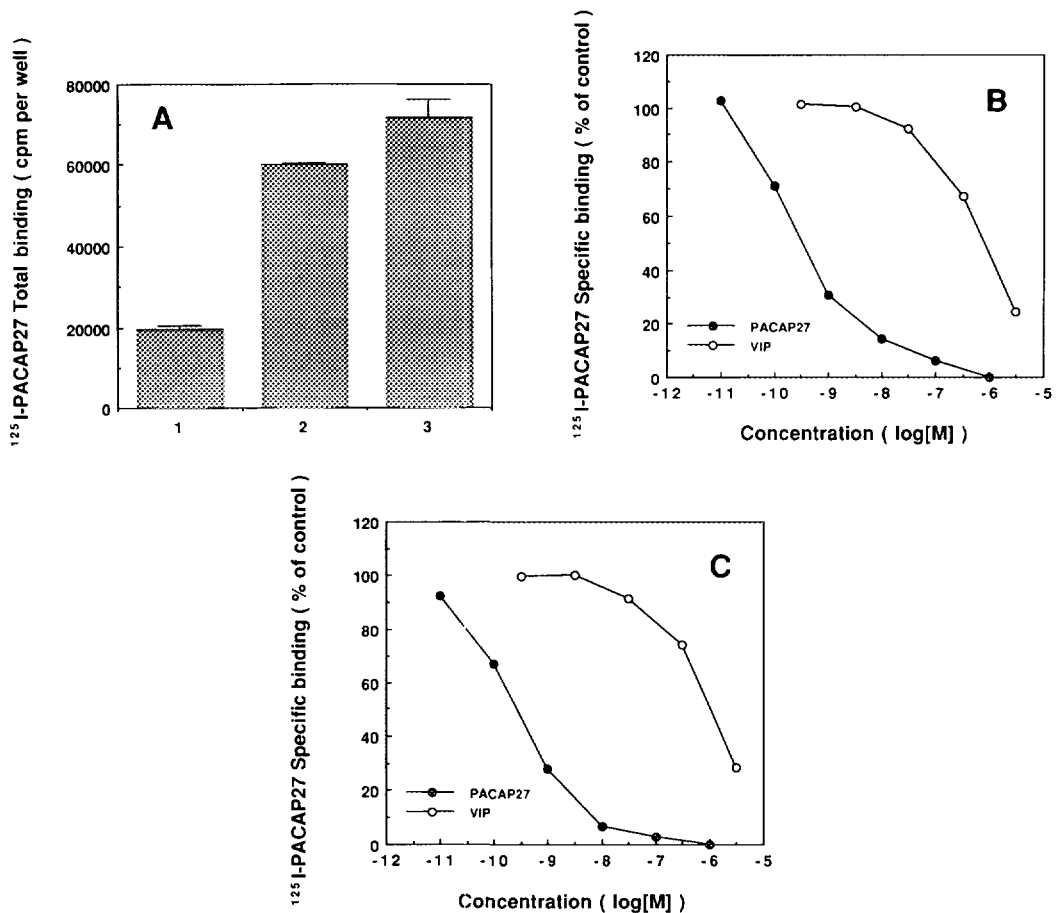 ¹²⁵I-PACAP27 Total binding ( cpm per well )
80000
60000
40000
20000
0
A
1 2 3
¹²⁵I-PACAP27 Specific binding ( % of control )
120
100
80
60
40
20
0
B
PACAP27
VIP
-12 -11 -10 -9 -8 -7 -6 -5
Concentration ( log[M] )
¹²⁵I-PACAP27 Specific binding ( % of control )
120
100
80
60
40
20
0
C
PACAP27
VIP
-12 -11 -10 -9 -8 -7 -6 -5
Concentration ( log[M] )